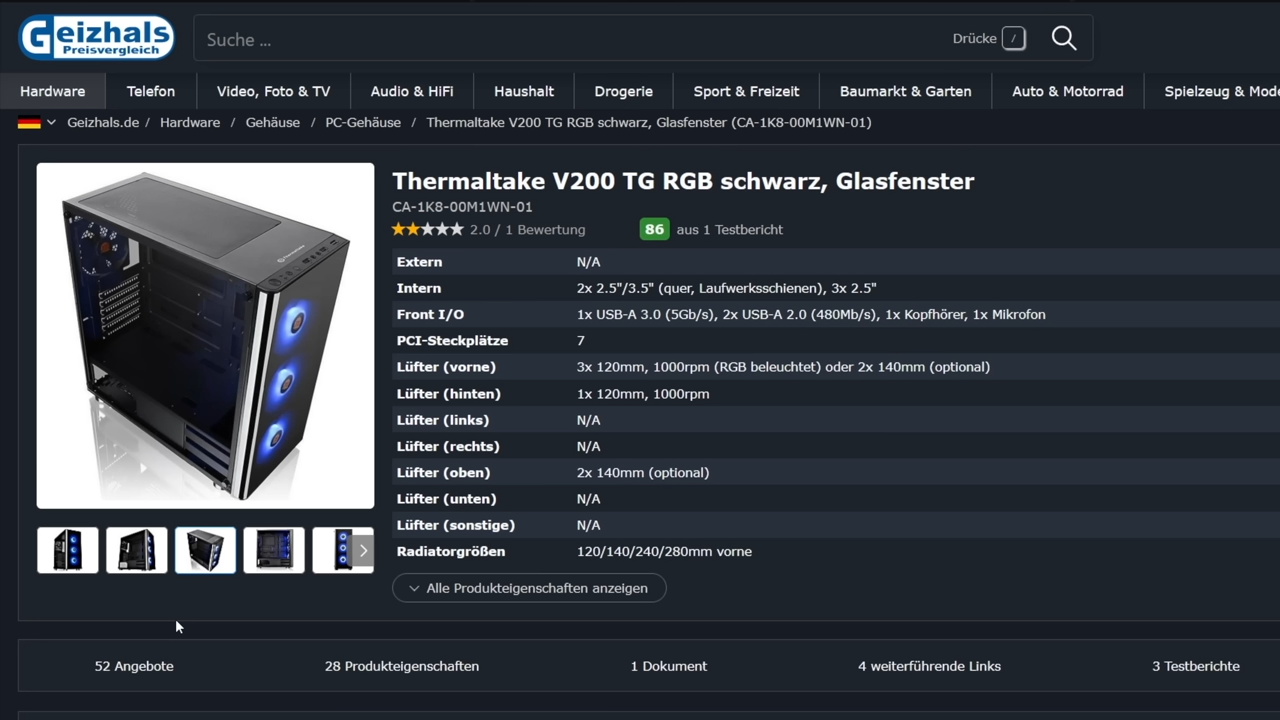 Geizhals
Preisvergleich
Suche ...
Drücke /
Hardware Telefon Video, Foto & TV Audio & HiFi Haushalt Drogerie Sport & Freizeit Baumarkt & Garten Auto & Motorrad Spielzeug & Mode
Geizhals.de / Hardware / Gehäuse / PC-Gehäuse / Thermaltake V200 TG RGB schwarz, Glasfenster (CA-1K8-00M1WN-01)
Thermaltake V200 TG RGB schwarz, Glasfenster
CA-1K8-00M1WN-01
2.0 / 1 Bewertung 86 aus 1 Testbericht
Extern N/A
Intern 2x 2.5"/3.5" (quer, Laufwerksschienen), 3x 2.5"
Front I/O 1x USB-A 3.0 (5Gb/s), 2x USB-A 2.0 (480Mb/s), 1x Kopfhörer, 1x Mikrofon
PCI-Steckplätze 7
Lüfter (vorne) 3x 120mm, 1000rpm (RGB beleuchtet) oder 2x 140mm (optional)
Lüfter (hinten) 1x 120mm, 1000rpm
Lüfter (links) N/A
Lüfter (rechts) N/A
Lüfter (oben) 2x 140mm (optional)
Lüfter (unten) N/A
Lüfter (sonstige) N/A
Radiatorgrößen 120/140/240/280mm vorne
Alle Produkteigenschaften anzeigen
52 Angebote 28 Produkteigenschaften 1 Dokument 4 weiterführende Links 3 Testberichte